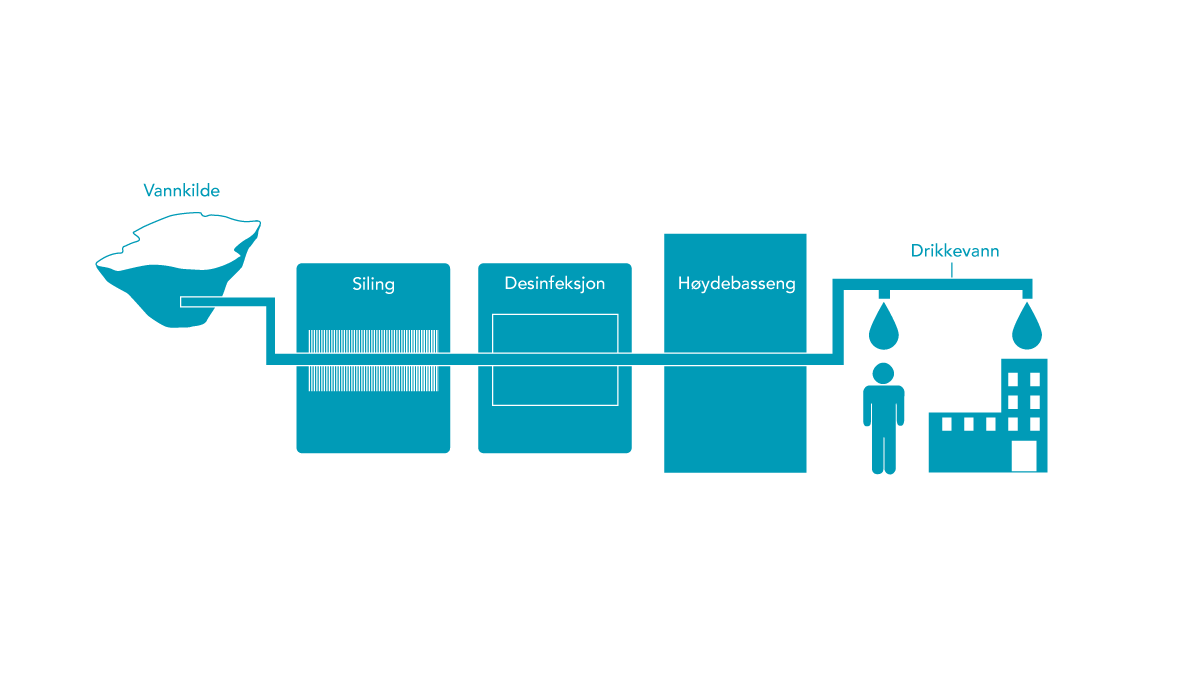 Vannkilde
Siling
Desinfeksjon
Høydebasseng
Drikkevann